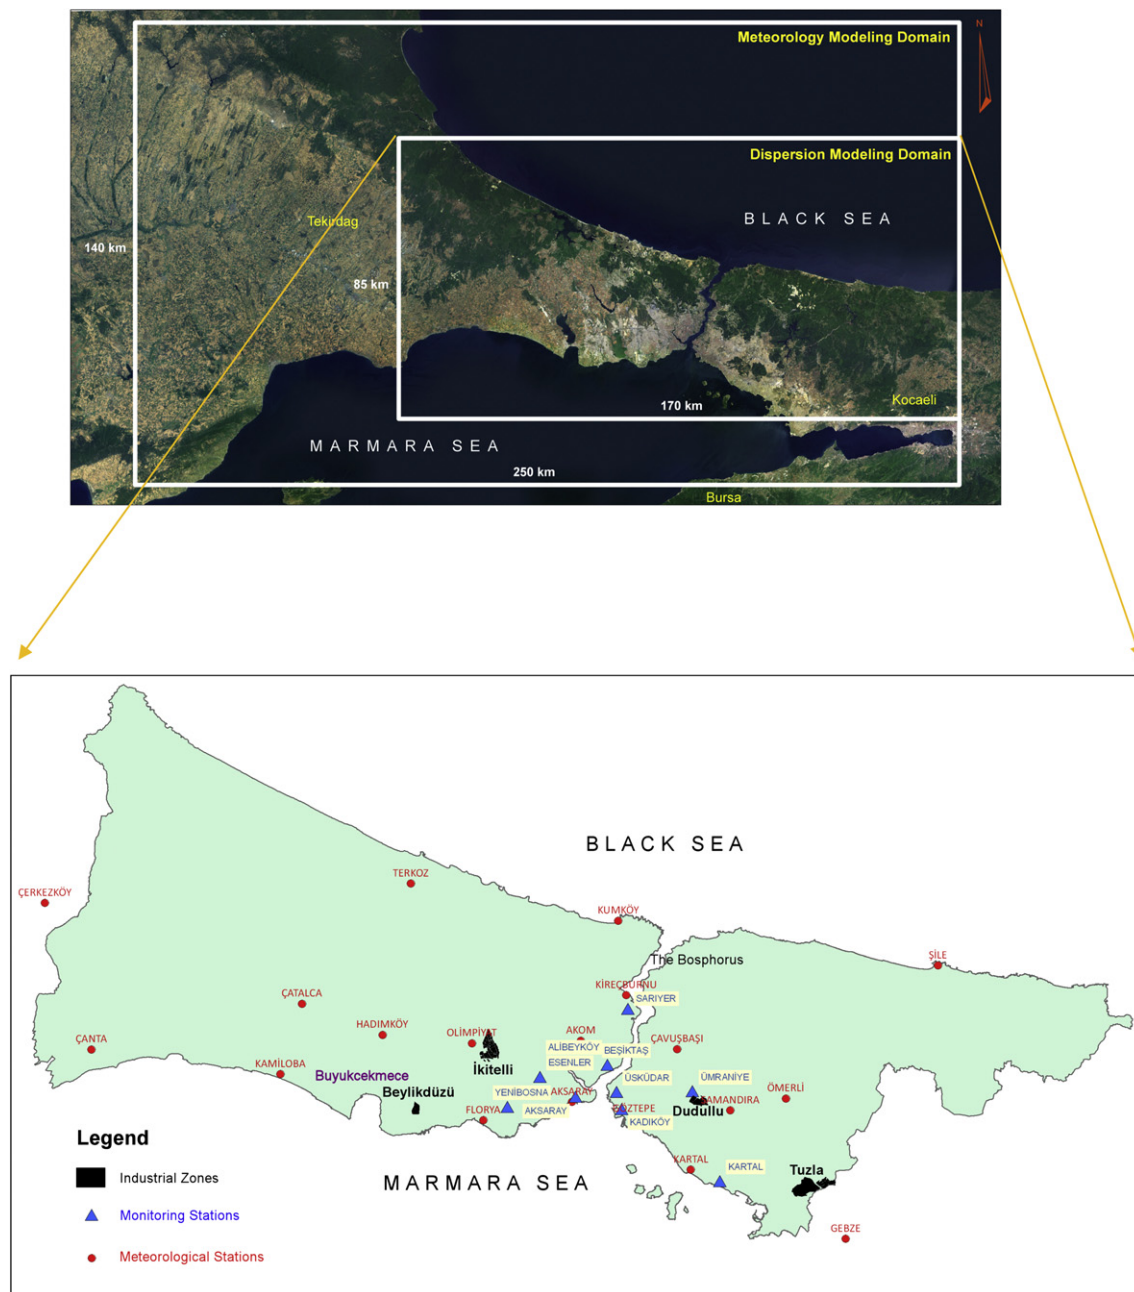 Meteorology Modeling Domain
N
Dispersion Modeling Domain
BLACK SEA
Tekirdag
140 km
85 km
170 km
Kocaeli
MARMARA SEA
250 km
Bursa
BLACK SEA
TERKOZ
ÇERKEZKÖY
KUMKÖY
The Bosphorus
ŞİLE
KİREÇBURNU
SARIYER
ÇATALCA
HADIMKÖY
OLİMPİYAT
AKOM
ÇAVUŞBAŞI
ÇANTA
ALİBEYKÖY
BEŞİKTAŞ
ESENLER
KAMİLOBA
Buyukcekmece
İkitelli
ÜSKÜDAR
ÜMRANİYE
ÖMERLİ
Beylikdüzü
YENİBOSNA
AKSARAY
GÖZTEPE
SAMANDIRA
FLORYA
AKSARAY
Dudullu
KADIKÖY
Legend
KARTAL
KARTAL
Tuzla
Industrial Zones
MARMARA SEA
Monitoring Stations
GEBZE
Meteorological Stations